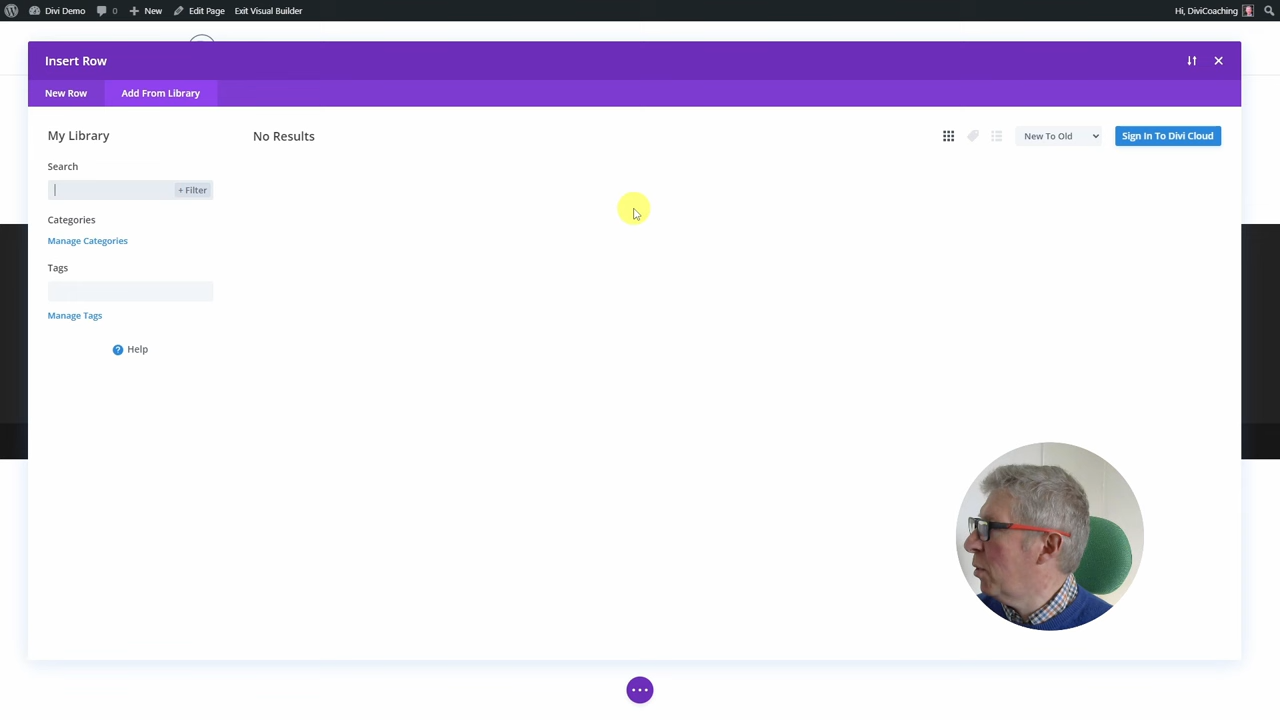 Divi Demo
0
New
Edit Page
Exit Visual Builder
Hi, DiviCoaching
Insert Row
New Row
Add From Library
My Library
No Results
New To Old
Sign In To Divi Cloud
Search
+ Filter
Categories
Manage Categories
Tags
Manage Tags
? Help